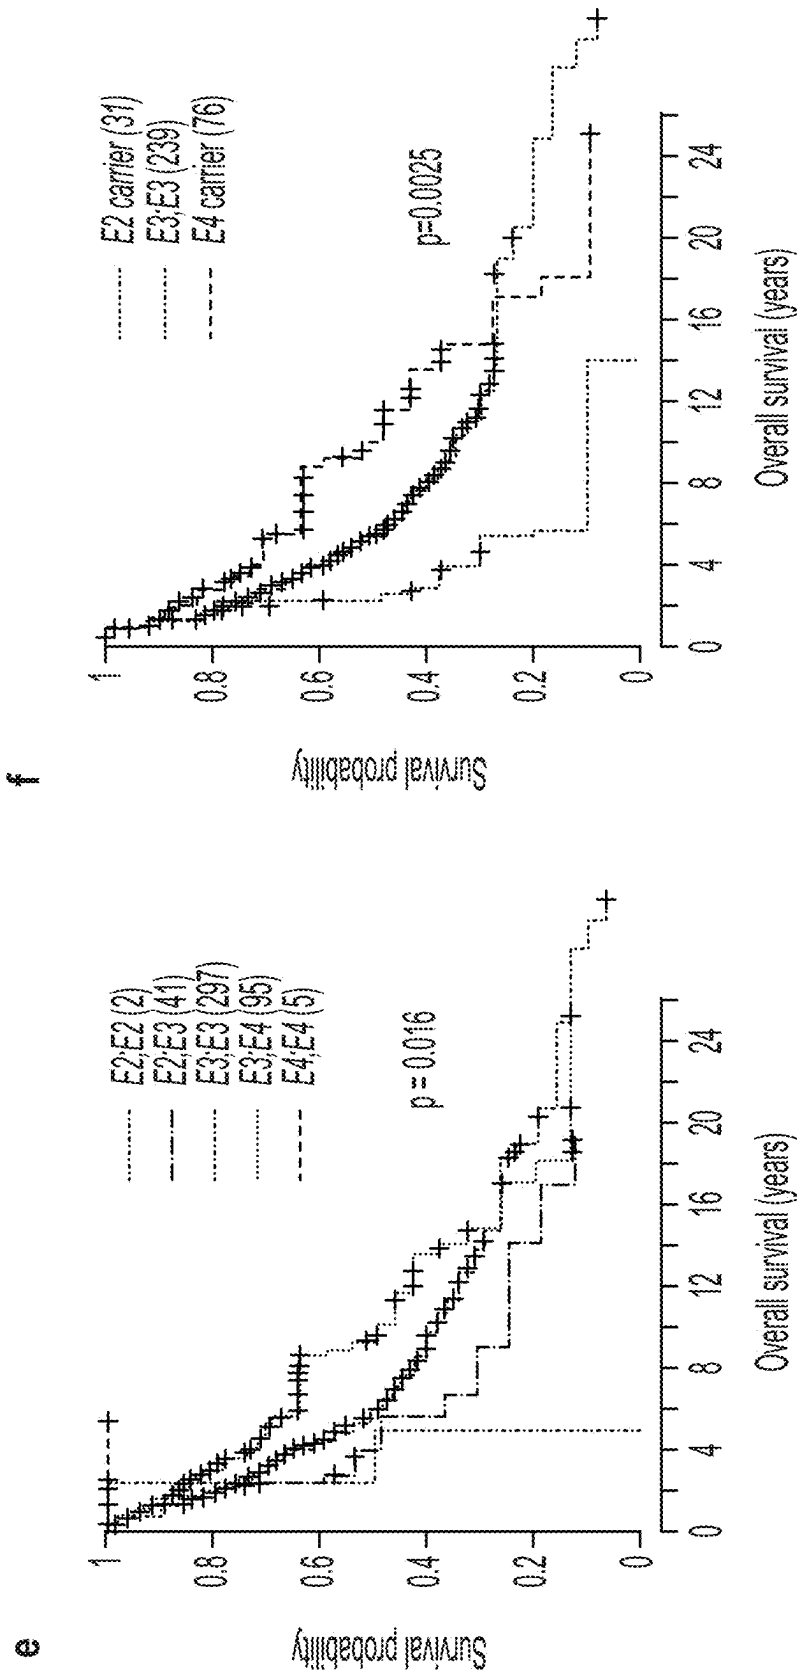 e
Survival probability
1
0.8
0.6
0.4
0.2
0
0 4 8 12 16 20 24
Overall survival (years)
E2;E2 (2)
E2;E3 (41)
E3;E3 (297)
E3;E4 (95)
E4;E4 (5)
p = 0.016
f
Survival probability
1
0.8
0.6
0.4
0.2
0
0 4 8 12 16 20 24
Overall survival (years)
E2 carrier (31)
E3;E3 (239)
E4 carrier (76)
p=0.0025